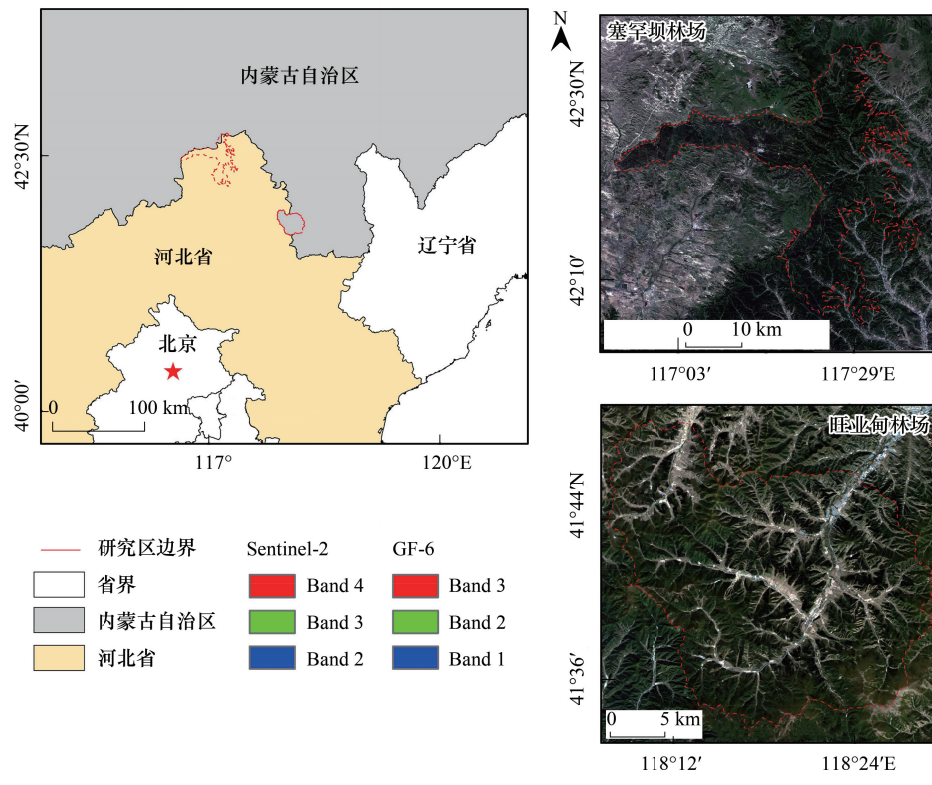 内蒙古自治区
河北省
辽宁省
北京
42°30′N
40°00′
0 100 km
117° 120°E
N
塞罕坝林场
42°30′N
42°10′
0 10 km
117°03′ 117°29′E
旺业甸林场
41°44′N
41°36′
0 5 km
118°12′ 118°24′E
研究区边界 Sentinel-2 GF-6
省界 Band 4 Band 3
内蒙古自治区 Band 3 Band 2
河北省 Band 2 Band 1